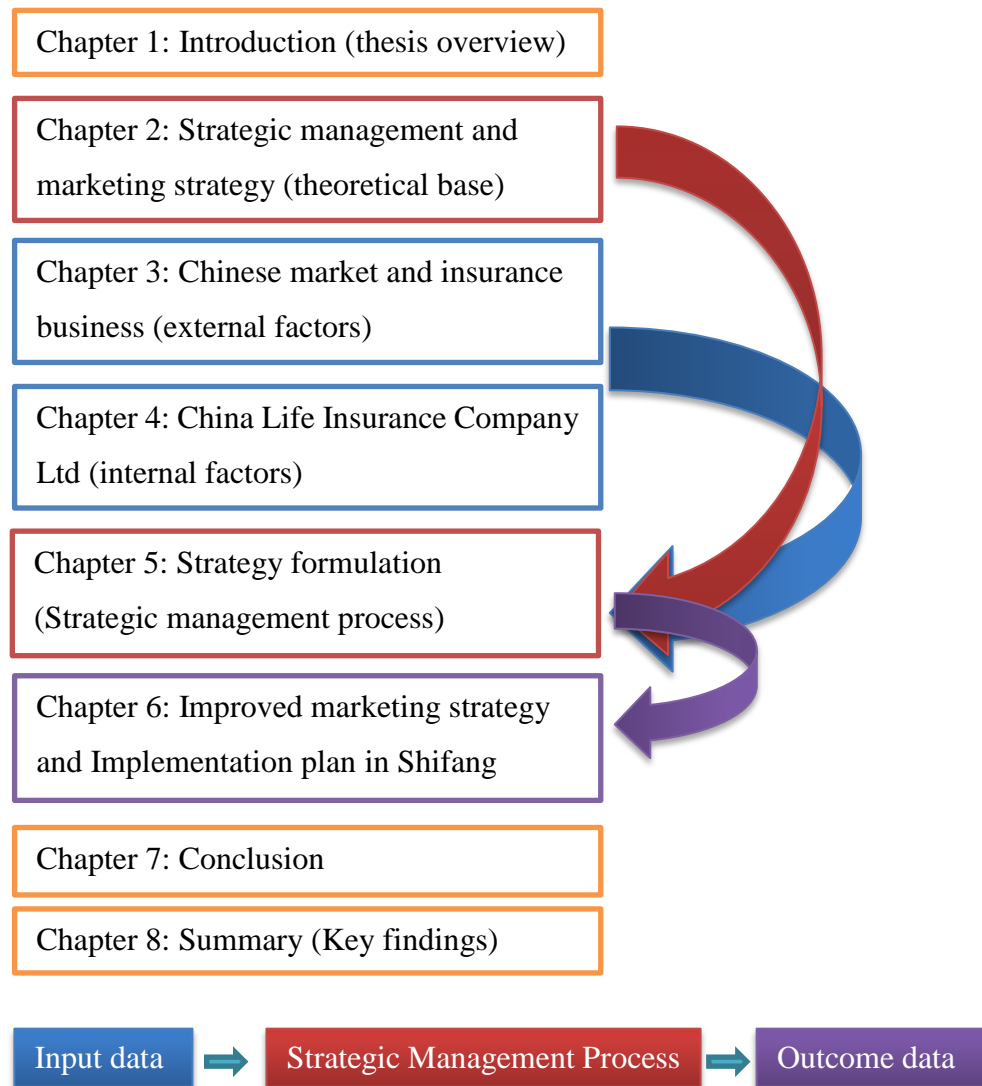 Chapter 1: Introduction (thesis overview)
Chapter 2: Strategic management and
marketing strategy (theoretical base)
Chapter 3: Chinese market and insurance
business (external factors)
Chapter 4: China Life Insurance Company
Ltd (internal factors)
Chapter 5: Strategy formulation
(Strategic management process)
Chapter 6: Improved marketing strategy
and Implementation plan in Shifang
Chapter 7: Conclusion
Chapter 8: Summary (Key findings)
Input data Strategic Management Process Outcome data